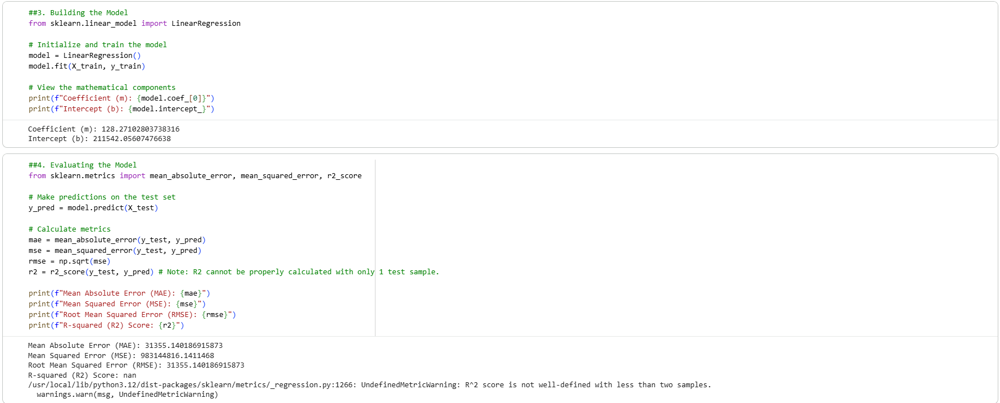 ##3. Building the Model
from sklearn.linear_model import LinearRegression
# Initialize and train the model
model = LinearRegression()
model.fit(X_train, y_train)
# View the mathematical components
print(f"Coefficient (m): {model.coef_[0]}")
print(f"Intercept (b): {model.intercept_}")
Coefficient (m): 128.27102803738316
Intercept (b): 211542.05607476638
##4. Evaluating the Model
from sklearn.metrics import mean_absolute_error, mean_squared_error, r2_score
# Make predictions on the test set
y_pred = model.predict(X_test)
# Calculate metrics
mae = mean_absolute_error(y_test, y_pred)
mse = mean_squared_error(y_test, y_pred)
rmse = np.sqrt(mse)
r2 = r2_score(y_test, y_pred) # Note: R2 cannot be properly calculated with only 1 test sample.
print(f"Mean Absolute Error (MAE): {mae}")
print(f"Mean Squared Error (MSE): {mse}")
print(f"Root Mean Squared Error (RMSE): {rmse}")
print(f"R-squared (R2) Score: {r2}")
Mean Absolute Error (MAE): 31355.140186915873
Mean Squared Error (MSE): 983144816.1411468
Root Mean Squared Error (RMSE): 31355.140186915873
R-squared (R2) Score: nan
/usr/local/lib/python3.12/dist-packages/sklearn/metrics/_regression.py:1266: UndefinedMetricWarning: R^2 score is not well-defined with less than two samples.
warnings.warn(msg, UndefinedMetricWarning)